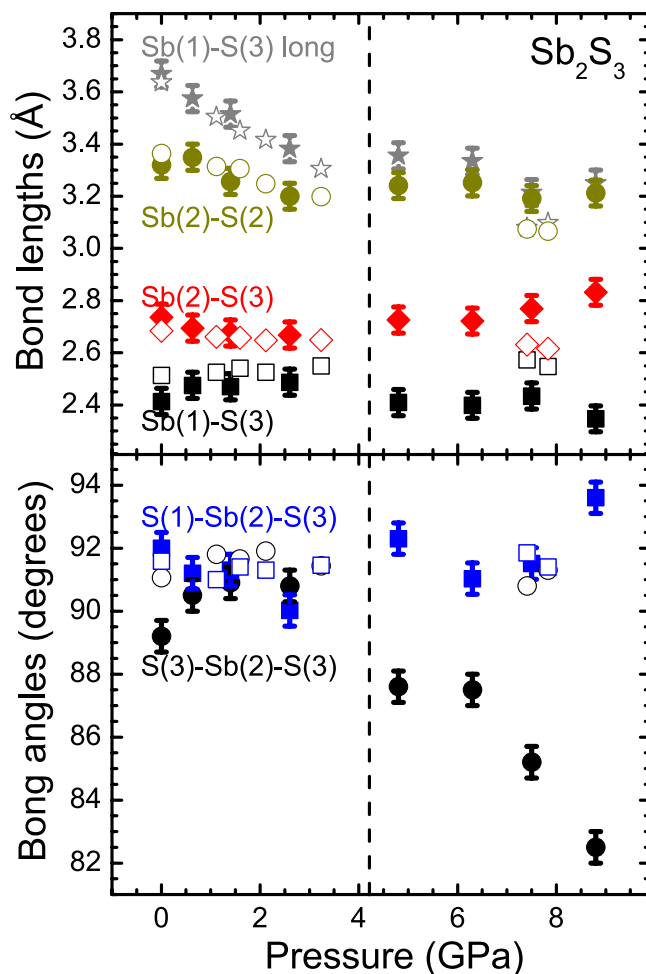 Sb(1)-S(3) long
Sb₂S₃
3.8
3.6
3.4
3.2
3.0
2.8
2.6
2.4
Bond lengths (Å)
Sb(2)-S(2)
Sb(2)-S(3)
Sb(1)-S(3)
94
92
90
88
86
84
82
Bong angles (degrees)
S(1)-Sb(2)-S(3)
S(3)-Sb(2)-S(3)
0 2 4 6 8
Pressure (GPa)